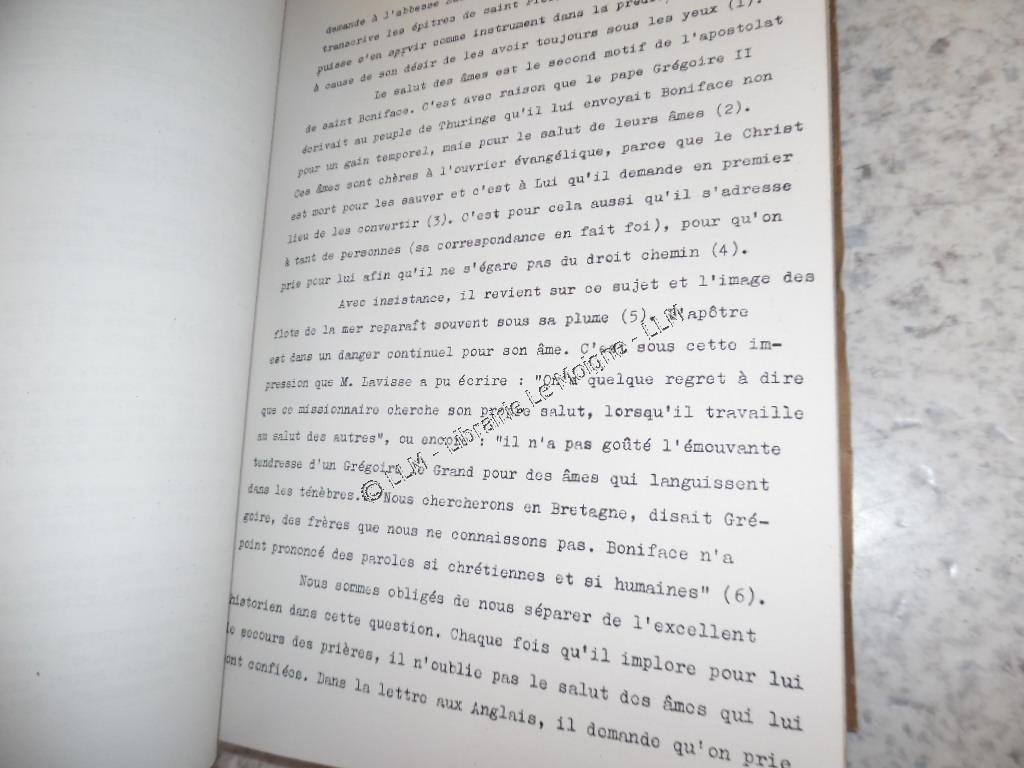 demande à l'abbesse
transcrive les épitres de saint
puisse s'en servir comme instrument dans la
à cause de son désir de les avoir toujours sous les yeux (1).
Le salut des âmes est le second motif de l'apostolat
de saint Boniface. C'est avec raison que le pape Grégoire II
écrivait au peuple de Thuringe qu'il lui envoyait Boniface non
pour un gain temporel, mais pour le salut de leurs âmes (2).
Ces âmes sont chères à l'ouvrier évangélique, parce que le Christ
est mort pour les sauver et c'est à Lui qu'il demande en premier
lieu de les convertir (3). C'est pour cela aussi qu'il s'adresse
à tant de personnes (sa correspondance en fait foi), pour qu'on
prie pour lui afin qu'il ne s'égare pas du droit chemin (4).
Avec insistance, il revient sur ce sujet et l'image des
flots de la mer reparaît souvent sous sa plume (5). L'apôtre
est dans un danger continuel pour son âme. C'est sous cette im-
pression que M. Lavisse a pu écrire : "On a quelque regret à dire
que ce missionnaire cherche son propre salut, lorsqu'il travaille
au salut des autres", ou encore : "il n'a pas goûté l'émouvante
tendresse d'un Grégoire le Grand pour des âmes qui languissent
dans les ténèbres... Nous chercherons en Bretagne, disait Gré-
goire, des frères que nous ne connaissons pas. Boniface n'a
point prononcé des paroles si chrétiennes et si humaines" (6).
Nous sommes obligés de nous séparer de l'excellent
historien dans cette question. Chaque fois qu'il implore pour lui
le secours des prières, il n'oublie pas le salut des âmes qui lui
ont confiées. Dans la lettre aux Anglais, il demande qu'on prie
© LLM - Librairie Le Moigne - LLM